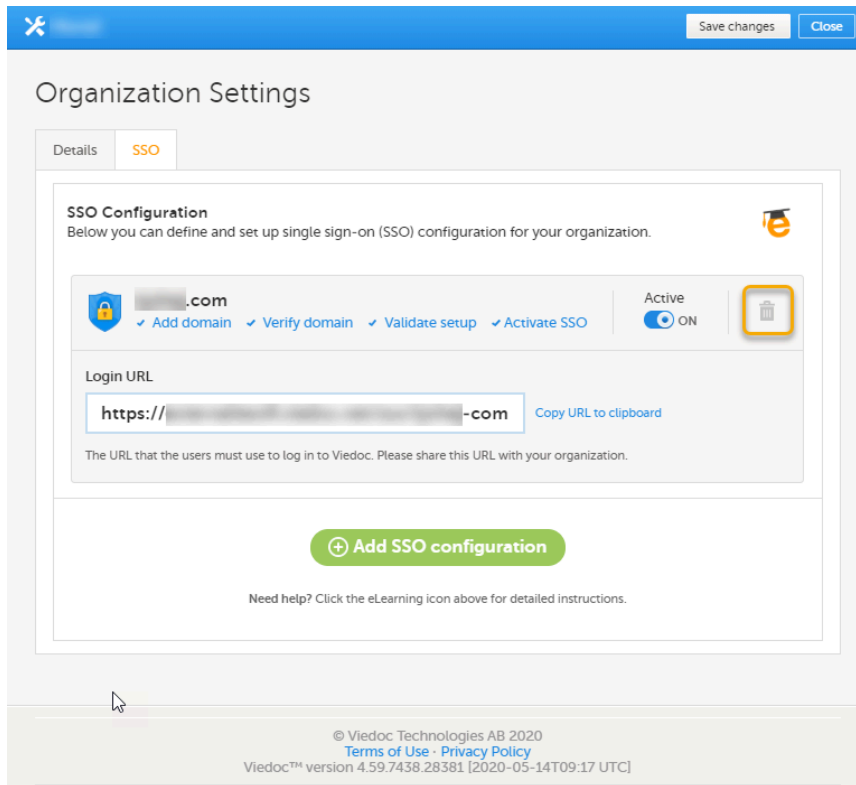 Save changes Close
Organization Settings
Details SSO
SSO Configuration
Below you can define and set up single sign-on (SSO) configuration for your organization.
e
.com
Add domain Verify domain Validate setup Activate SSO
Active
ON
Login URL
https:// -com Copy URL to clipboard
The URL that the users must use to log in to Viedoc. Please share this URL with your organization.
Add SSO configuration
Need help? Click the eLearning icon above for detailed instructions.
© Viedoc Technologies AB 2020
Terms of Use · Privacy Policy
Viedoc™ version 4.59.7438.28381 [2020-05-14T09:17 UTC]